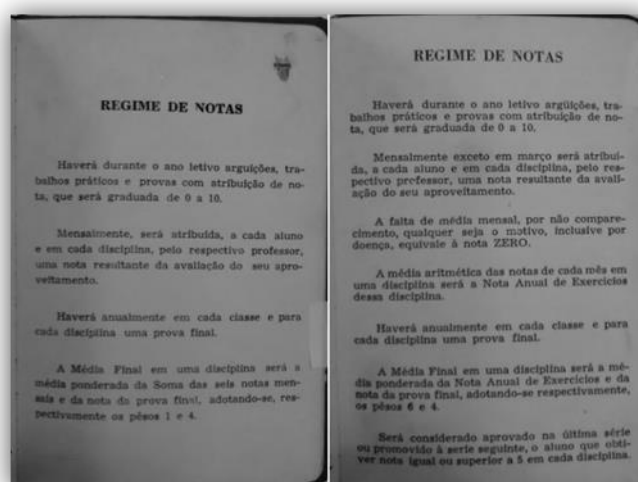 REGIME DE NOTAS
Haverá durante o ano letivo arguições, tra-
balhos práticos e provas com atribuição de no-
ta, que será graduada de 0 a 10.
Mensalmente, será atribuída, a cada aluno
e em cada disciplina, pelo respectivo professor,
uma nota resultante da avaliação do seu apro-
veitamento.
Haverá anualmente em cada classe e para
cada disciplina uma prova final.
A Média Final em uma disciplina será a
média ponderada da Soma das seis notas men-
sais e da nota da prova final, adotando-se, res-
pectivamente os pêsos 1 e 4.
REGIME DE NOTAS
Haverá durante o ano letivo argüições, tra-
balhos práticos e provas com atribuição de no-
ta, que será graduada de 0 a 10.
Mensalmente exceto em março será atribuí-
da, a cada aluno e em cada disciplina, pelo res-
pectivo professor, uma nota resultante da avali-
ação do seu aproveitamento.
A falta de média mensal, por não compare-
cimento, qualquer seja o motivo, inclusive por
doença, equivale à nota ZERO.
A média aritmética das notas de cada mês em
uma disciplina será a Nota Anual de Exercícios
dessa disciplina.
Haverá anualmente em cada classe e para
cada disciplina uma prova final.
A Média Final em uma disciplina será a mé-
dia ponderada da Nota Anual de Exercícios e da
nota da prova final, adotando-se respectivamente,
os pêsos 6 e 4.
Será considerado aprovado na última série
ou promovido à serie seguinte, o aluno que obti-
ver nota igual ou superior a 5 em cada disciplina.